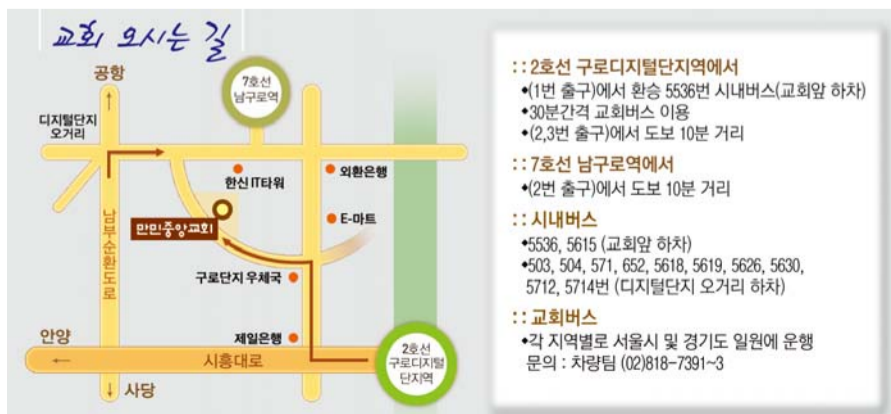 교회 오시는 길
공항
7호선
남구로역
디지털단지
오거리
한신 IT타워
외환은행
E-마트
만민중앙교회
남부순환도로
구로단지 우체국
제일은행
안양
시흥대로
2호선
구로디지털
단지역
사당
::2호선 구로디지털단지역에서
◆(1번 출구)에서 환승 5536번 시내버스(교회앞 하차)
◆30분간격 교회버스 이용
◆(2,3번 출구)에서 도보 10분 거리
::7호선 남구로역에서
◆(2번 출구)에서 도보 10분 거리
::시내버스
◆5536, 5615 (교회앞 하차)
◆503, 504, 571, 652, 5618, 5619, 5626, 5630,
5712, 5714번 (디지털단지 오거리 하차)
::교회버스
◆각 지역별로 서울시 및 경기도 일원에 운행
문의 : 차량팀 (02)818-7391~3